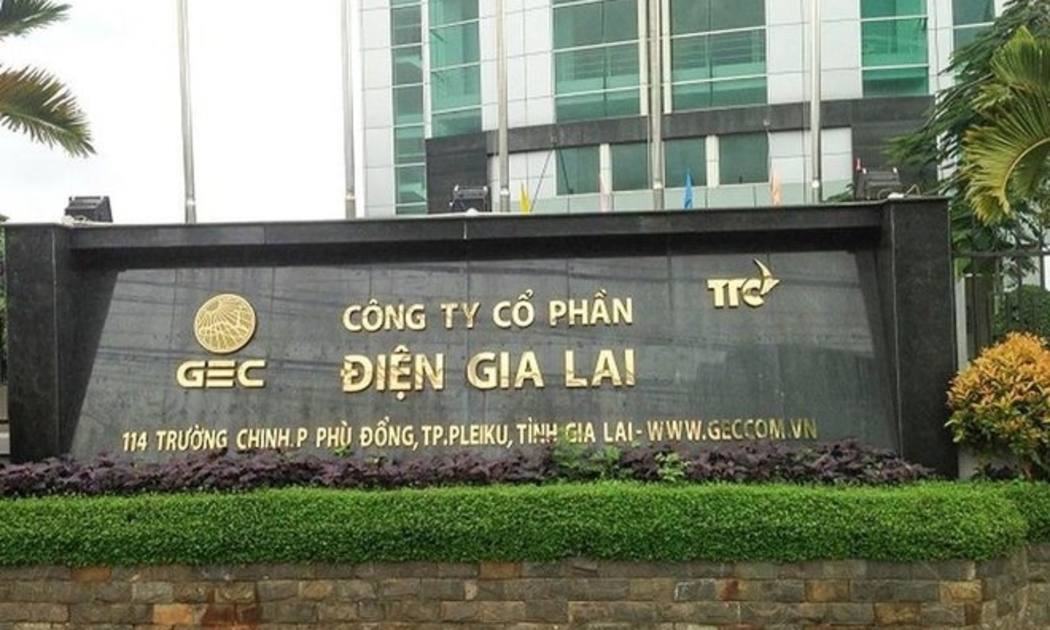 GEC
CÔNG TY CỔ PHẦN
TTC
ĐIỆN GIA LAI
114 TRƯỜNG CHINH.P PHÙ ĐỔNG,TP.PLEIKU,TỈNH GIA LAI-WWW.GECCOM.VN